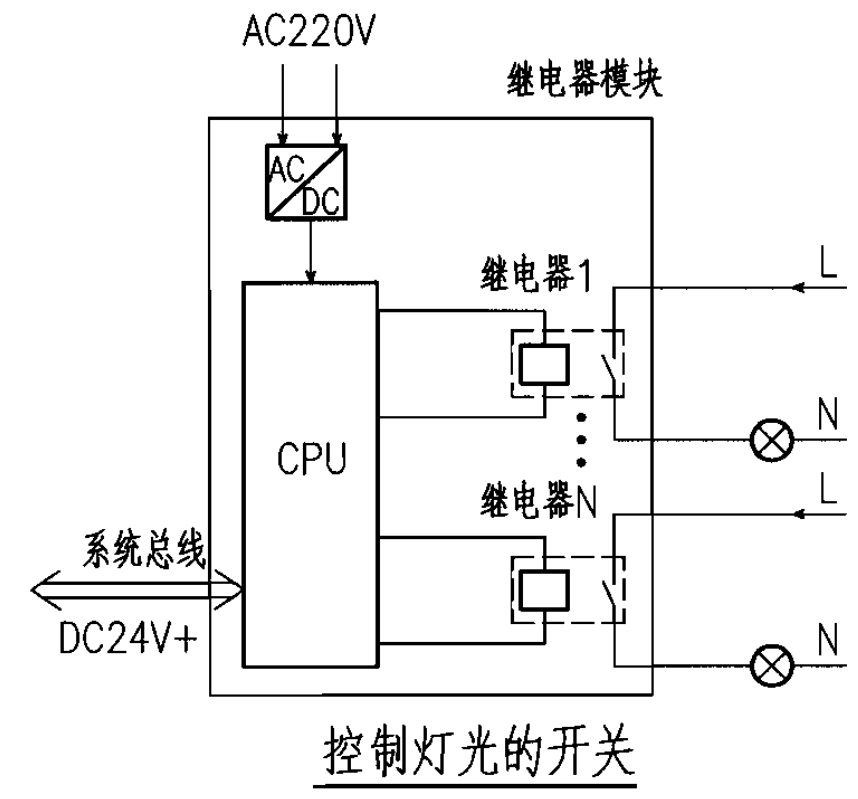 AC220V
继电器模块
AC
DC
继电器1
L
N
CPU
继电器N
L
系统总线
DC24V+
N
控制灯光的开关